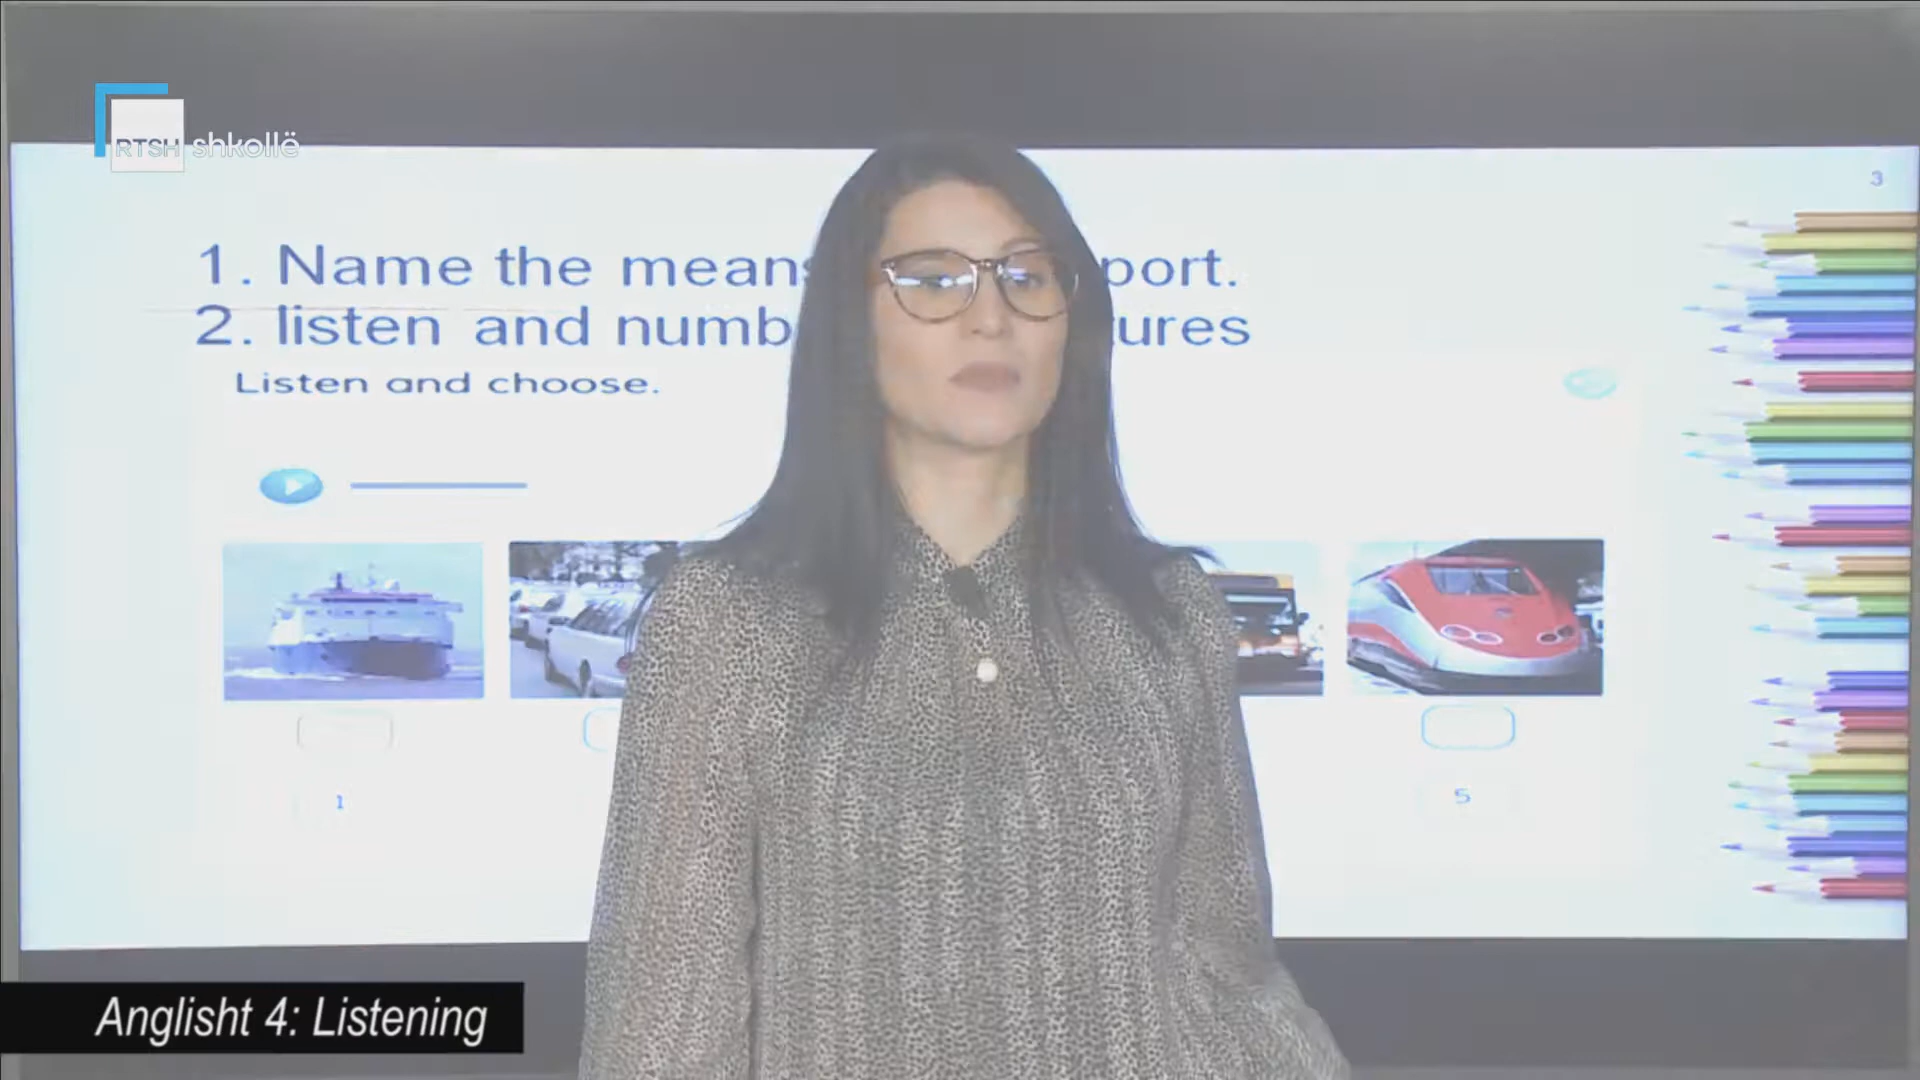 RTSH shkollë
3
1. Name the means port.
2. listen and numb tures
Listen and choose.
1
5
Anglisht 4: Listening